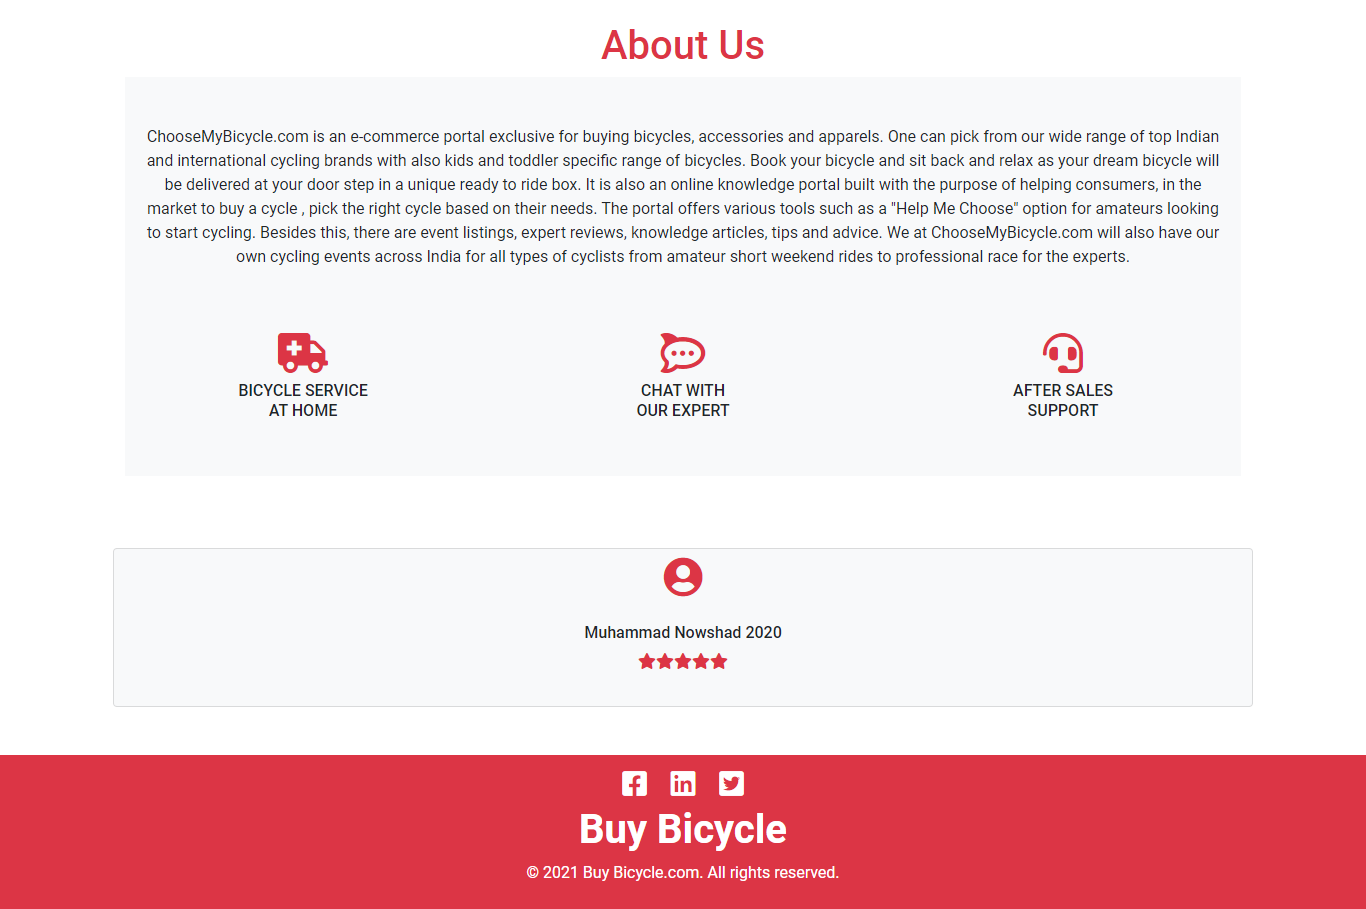 About Us
ChooseMyBicycle.com is an e-commerce portal exclusive for buying bicycles, accessories and apparels. One can pick from our wide range of top Indian
and international cycling brands with also kids and toddler specific range of bicycles. Book your bicycle and sit back and relax as your dream bicycle will
be delivered at your door step in a unique ready to ride box. It is also an online knowledge portal built with the purpose of helping consumers, in the
market to buy a cycle , pick the right cycle based on their needs. The portal offers various tools such as a "Help Me Choose" option for amateurs looking
to start cycling. Besides this, there are event listings, expert reviews, knowledge articles, tips and advice. We at ChooseMyBicycle.com will also have our
own cycling events across India for all types of cyclists from amateur short weekend rides to professional race for the experts.
BICYCLE SERVICE
AT HOME
CHAT WITH
OUR EXPERT
AFTER SALES
SUPPORT
Muhammad Nowshad 2020
Buy Bicycle
© 2021 Buy Bicycle.com. All rights reserved.